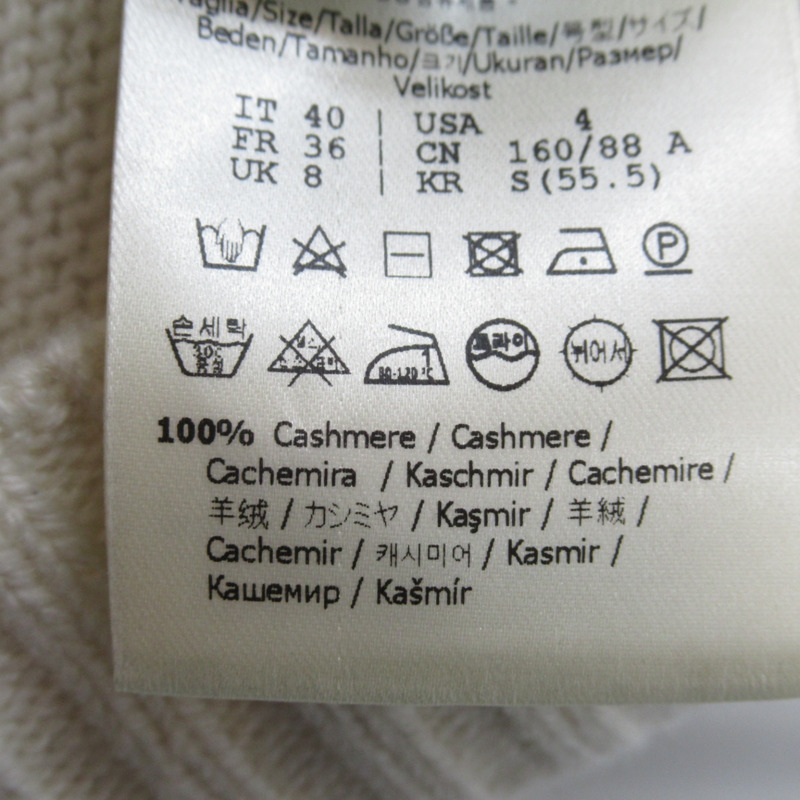 Taglia/Size/Talla/Größe/Taille/号型/サイズ/
Beden/Tamanho/크기/Ukuran/Размер/
Velikost
IT 40 | USA 4
FR 36 | CN 160/88 A
UK 8 | KR S(55.5)
P
손세탁
30℃
중성
80-120℃
드라이
뉘어서
100% Cashmere / Cashmere /
Cachemira / Kaschmir / Cachemire /
羊绒 / カシミヤ / Kaşmir / 羊絨 /
Cachemir / 캐시미어 / Kasmir /
Кашемир / Kašmír